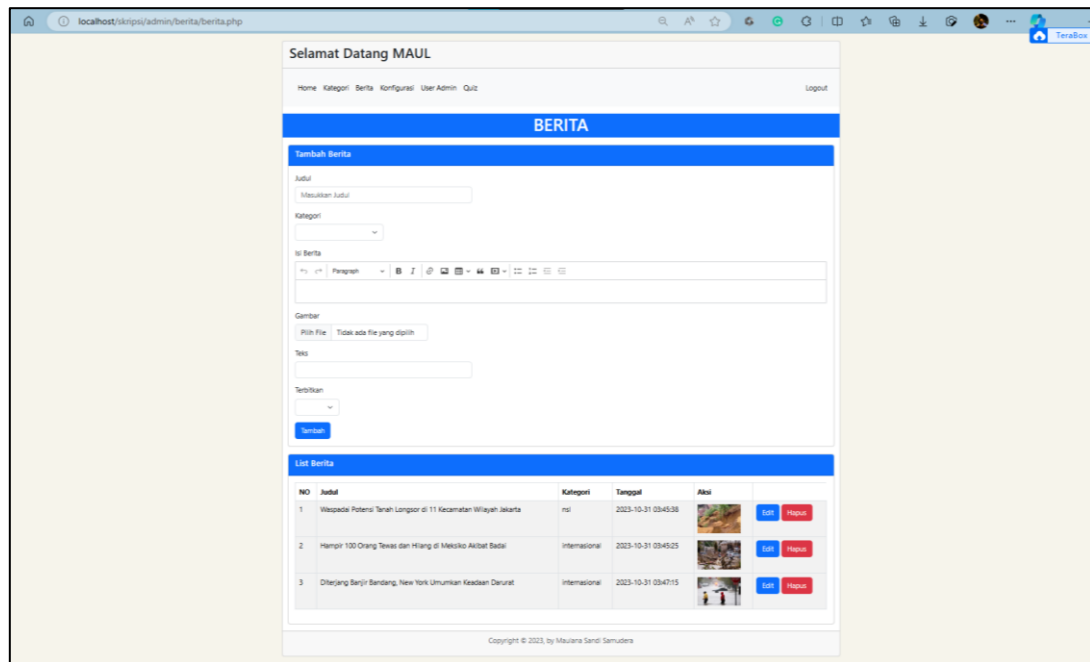 localhost/skripsi/admin/berita/berita.php
TeraBox
Selamat Datang MAUL
Home Kategori Berita Konfigurasi User Admin Quiz Logout
BERITA
Tambah Berita
Judul
Masukkan Judul
Kategori
Isi Berita
Paragraph B I
Gambar
Pilih File Tidak ada file yang dipilih
Teks
Terbitkan
Tambah
List Berita
NO Judul Kategori Tanggal Aksi
1 Waspadai Potensi Tanah Longsor di 11 Kecamatan Wilayah Jakarta nsl 2023-10-31 03:45:38 Edit Hapus
2 Hampir 100 Orang Tewas dan Hilang di Meksiko Akibat Badai internasional 2023-10-31 03:45:25 Edit Hapus
3 Diterjang Banjir Bandang, New York Umumkan Keadaan Darurat internasional 2023-10-31 03:47:15 Edit Hapus
Copyright © 2023, by Maulana Sandi Samudera